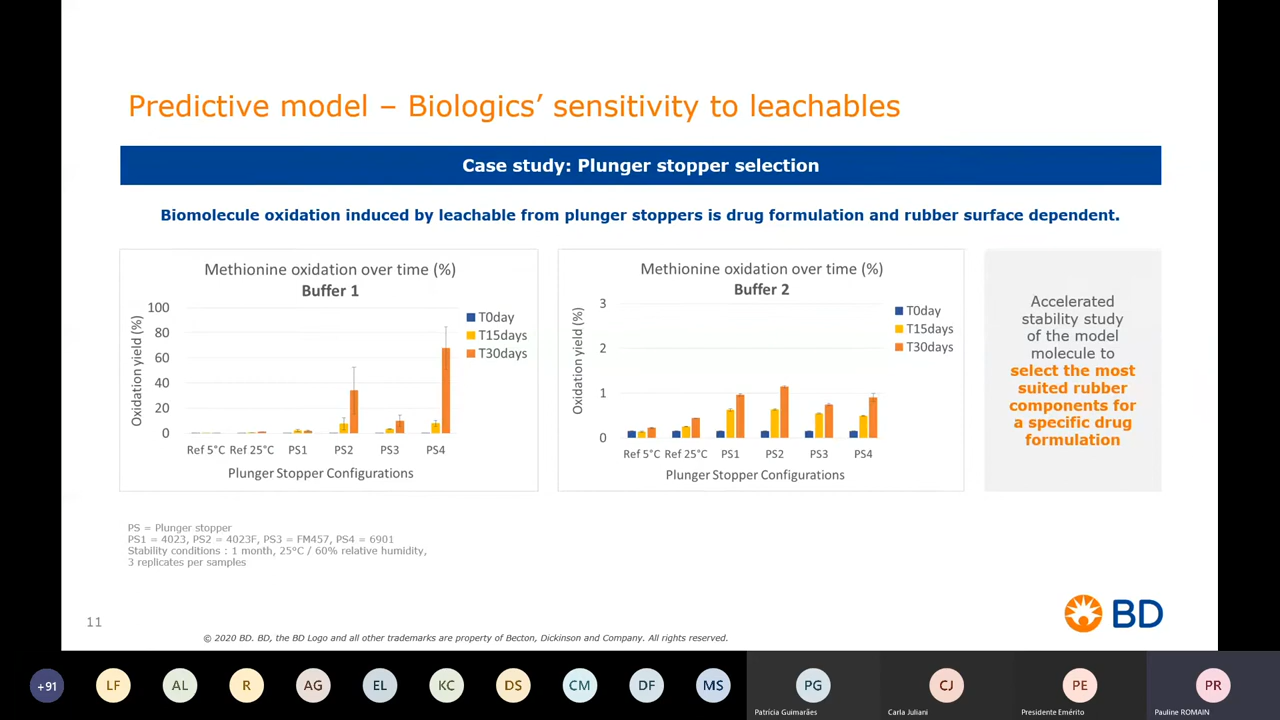 Predictive model – Biologics’ sensitivity to leachables
Case study: Plunger stopper selection
Biomolecule oxidation induced by leachable from plunger stoppers is drug formulation and rubber surface dependent.
Methionine oxidation over time (%)
Buffer 1
100
80
60
40
20
0
Oxidation yield (%)
T0day
T15days
T30days
Ref 5°C Ref 25°C PS1 PS2 PS3 PS4
Plunger Stopper Configurations
Methionine oxidation over time (%)
Buffer 2
3
2
1
0
Oxidation yield (%)
T0day
T15days
T30days
Ref 5°C Ref 25°C PS1 PS2 PS3 PS4
Plunger Stopper Configurations
Accelerated
stability study
of the model
molecule to
select the most
suited rubber
components for
a specific drug
formulation
PS = Plunger stopper
PS1 = 4023, PS2 = 4023F, PS3 = FM457, PS4 = 6901
Stability conditions : 1 month, 25°C / 60% relative humidity,
3 replicates per samples
BD
11
© 2020 BD. BD, the BD Logo and all other trademarks are property of Becton, Dickinson and Company. All rights reserved.
+91 LF AL R AG EL KC DS CM DF MS PG CJ PE PR
Patrícia Guimarães Carla Juliani Presidente Emérito Pauline ROMAIN